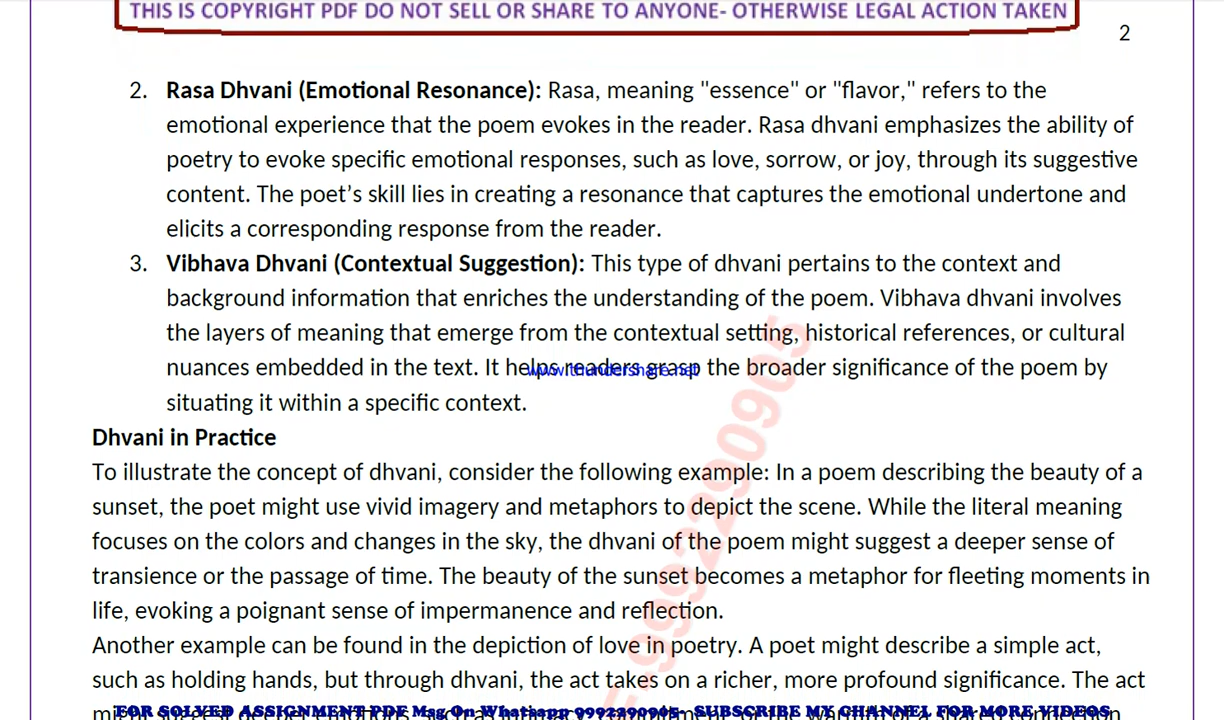 THIS IS COPYRIGHT PDF DO NOT SELL OR SHARE TO ANYONE- OTHERWISE LEGAL ACTION TAKEN
2
2. Rasa Dhvani (Emotional Resonance): Rasa, meaning "essence" or "flavor," refers to the
emotional experience that the poem evokes in the reader. Rasa dhvani emphasizes the ability of
poetry to evoke specific emotional responses, such as love, sorrow, or joy, through its suggestive
content. The poet’s skill lies in creating a resonance that captures the emotional undertone and
elicits a corresponding response from the reader.
3. Vibhava Dhvani (Contextual Suggestion): This type of dhvani pertains to the context and
background information that enriches the understanding of the poem. Vibhava dhvani involves
the layers of meaning that emerge from the contextual setting, historical references, or cultural
nuances embedded in the text. It helps readers grasp the broader significance of the poem by
www.thundershare.net
situating it within a specific context.
Dhvani in Practice
To illustrate the concept of dhvani, consider the following example: In a poem describing the beauty of a
sunset, the poet might use vivid imagery and metaphors to depict the scene. While the literal meaning
focuses on the colors and changes in the sky, the dhvani of the poem might suggest a deeper sense of
transience or the passage of time. The beauty of the sunset becomes a metaphor for fleeting moments in
life, evoking a poignant sense of impermanence and reflection.
Another example can be found in the depiction of love in poetry. A poet might describe a simple act,
such as holding hands, but through dhvani, the act takes on a richer, more profound significance. The act
FOR SOLVED ASSIGNMENT PDF Msg On Whatsapp 9992290905- SUBSCRIBE MY CHANNEL FOR MORE VIDEOS
-9992290905